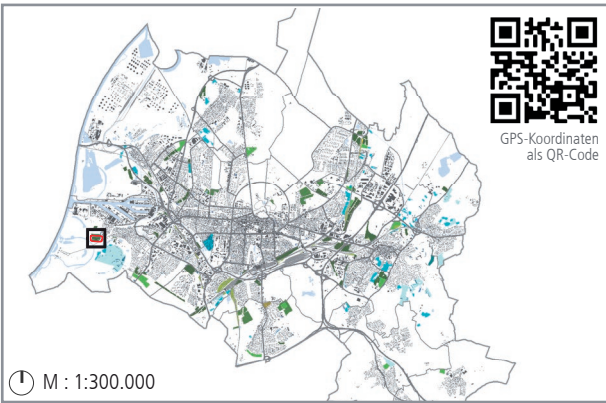 GPS-Koordinaten
als QR-Code
M : 1:300.000